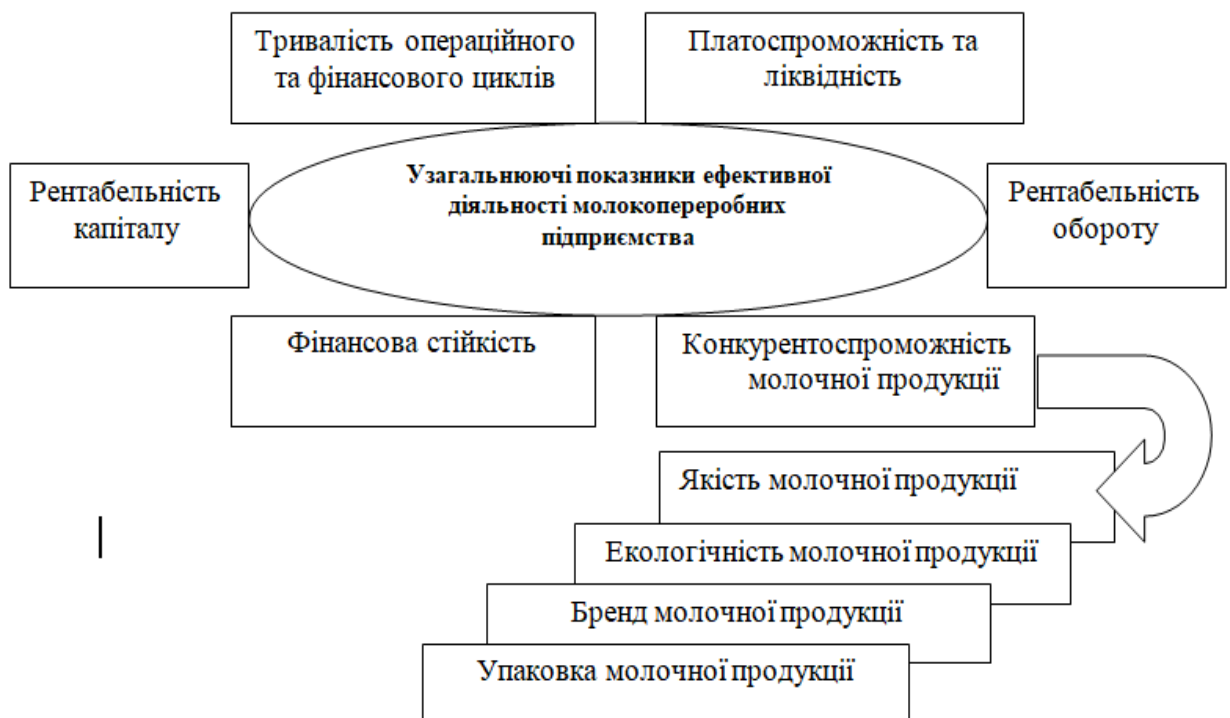 Тривалість операційного
та фінансового циклів
Платоспроможність та
ліквідність
Рентабельність
капіталу
Узагальнюючі показники ефективної
діяльності молокопереробних
підприємства
Рентабельність
обороту
Фінансова стійкість
Конкурентоспроможність
молочної продукції
Якість молочної продукції
Екологічність молочної продукції
Бренд молочної продукції
Упаковка молочної продукції